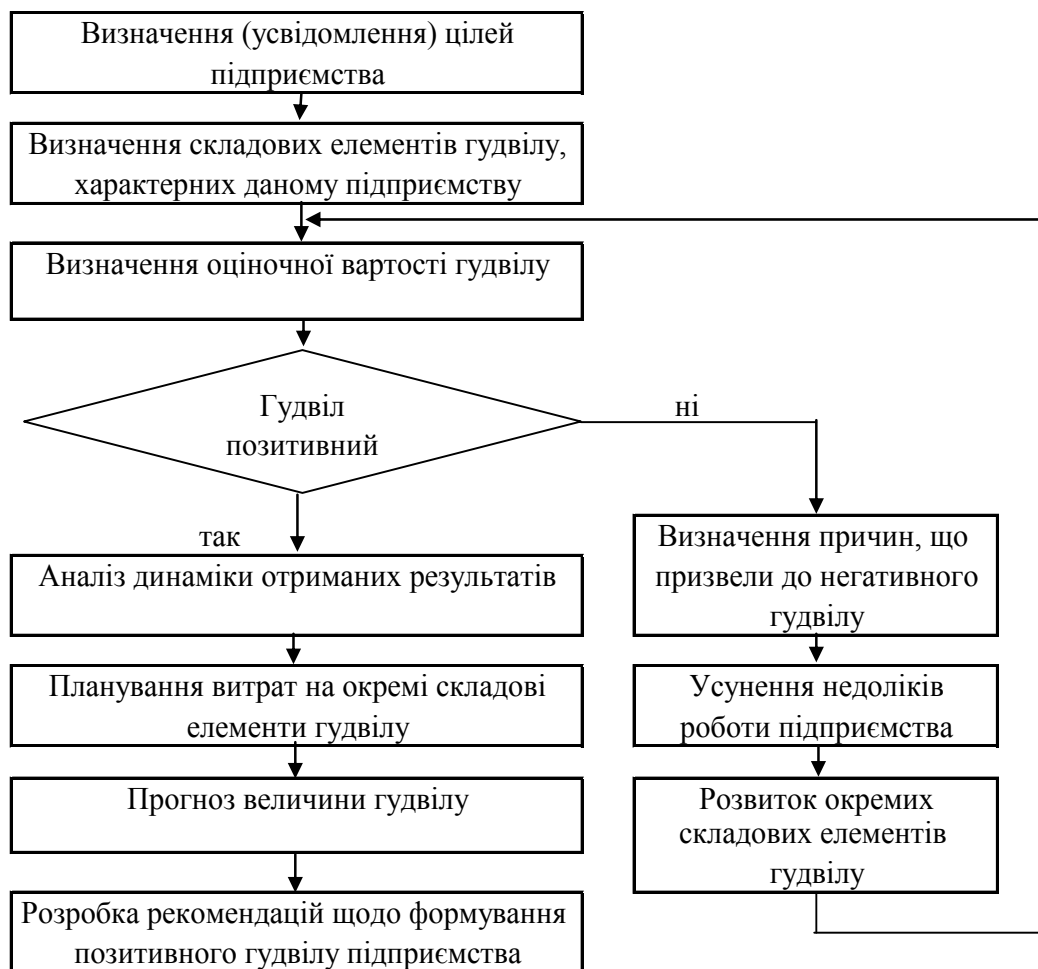 Визначення (усвідомлення) цілей
підприємства
Визначення складових елементів гудвілу,
характерних даному підприємству
Визначення оціночної вартості гудвілу
Гудвіл
позитивний
ні
так
Аналіз динаміки отриманих результатів
Планування витрат на окремі складові
елементи гудвілу
Прогноз величини гудвілу
Розробка рекомендацій щодо формування
позитивного гудвілу підприємства
Визначення причин, що
призвели до негативного
гудвілу
Усунення недоліків
роботи підприємства
Розвиток окремих
складових елементів
гудвілу